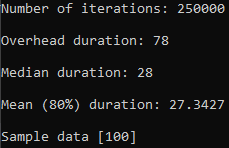 Number of iterations: 250000
Overhead duration: 78
Median duration: 28
Mean (80%) duration: 27.3427
Sample data [100]